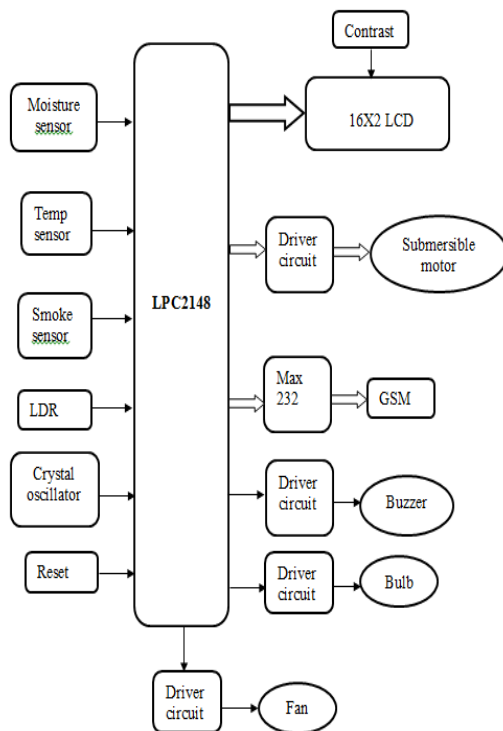 Contrast
16X2 LCD
Moisture
sensor
Temp
sensor
Driver
circuit
Submersible
motor
LPC2148
Smoke
sensor
LDR
Max
232
GSM
Crystal
oscillator
Driver
circuit
Buzzer
Reset
Driver
circuit
Bulb
Driver
circuit
Fan